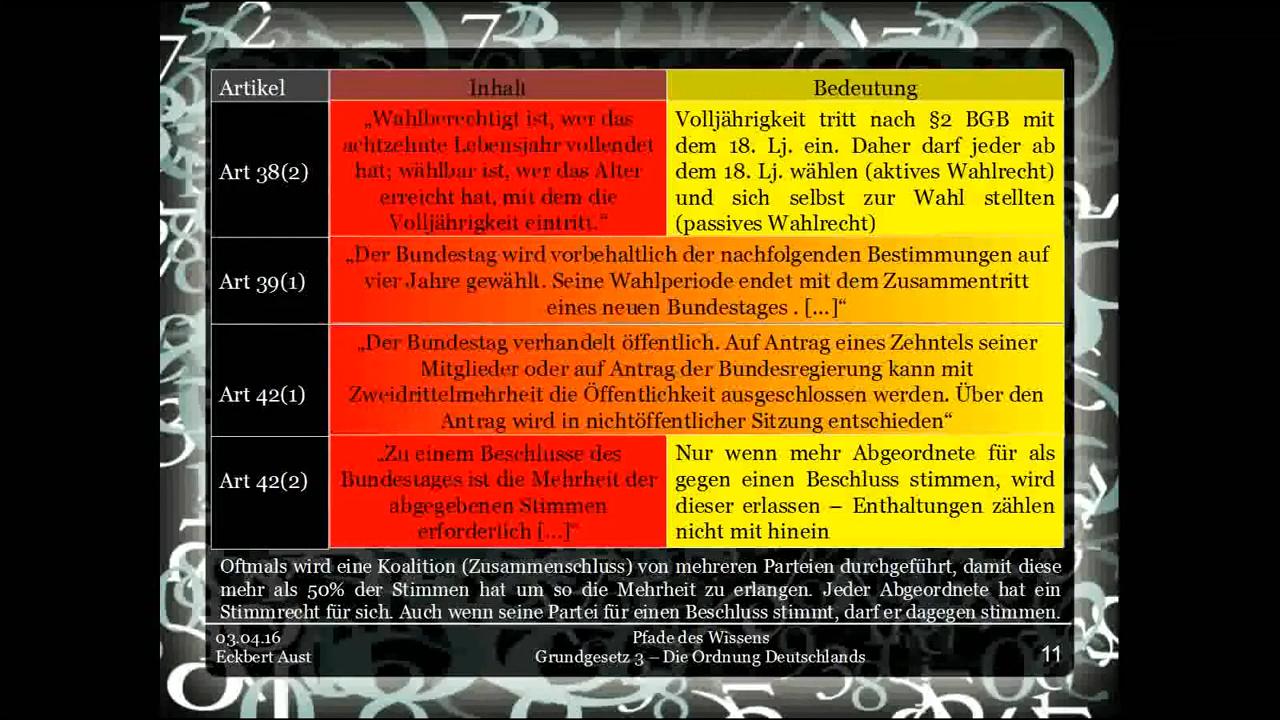 Artikel Inhalt Bedeutung
Art 38(2)
„Wahlberechtigt ist, wer das
achtzehnte Lebensjahr vollendet
hat; wählbar ist, wer das Alter
erreicht hat, mit dem die
Volljährigkeit eintritt.“
Volljährigkeit tritt nach §2 BGB mit
dem 18. Lj. ein. Daher darf jeder ab
dem 18. Lj. wählen (aktives Wahlrecht)
und sich selbst zur Wahl stellten
(passives Wahlrecht)
Art 39(1)
„Der Bundestag wird vorbehaltlich der nachfolgenden Bestimmungen auf
vier Jahre gewählt. Seine Wahlperiode endet mit dem Zusammentritt
eines neuen Bundestages . [...]“
Art 42(1)
„Der Bundestag verhandelt öffentlich. Auf Antrag eines Zehntels seiner
Mitglieder oder auf Antrag der Bundesregierung kann mit
Zweidrittelmehrheit die Öffentlichkeit ausgeschlossen werden. Über den
Antrag wird in nichtöffentlicher Sitzung entschieden“
Art 42(2)
„Zu einem Beschlusse des
Bundestages ist die Mehrheit der
abgegebenen Stimmen
erforderlich [...]“
Nur wenn mehr Abgeordnete für als
gegen einen Beschluss stimmen, wird
dieser erlassen – Enthaltungen zählen
nicht mit hinein
Oftmals wird eine Koalition (Zusammenschluss) von mehreren Parteien durchgeführt, damit diese
mehr als 50% der Stimmen hat um so die Mehrheit zu erlangen. Jeder Abgeordnete hat ein
Stimmrecht für sich. Auch wenn seine Partei für einen Beschluss stimmt, darf er dagegen stimmen.
03.04.16
Eckbert Aust
Pfade des Wissens
Grundgesetz 3 – Die Ordnung Deutschlands
11